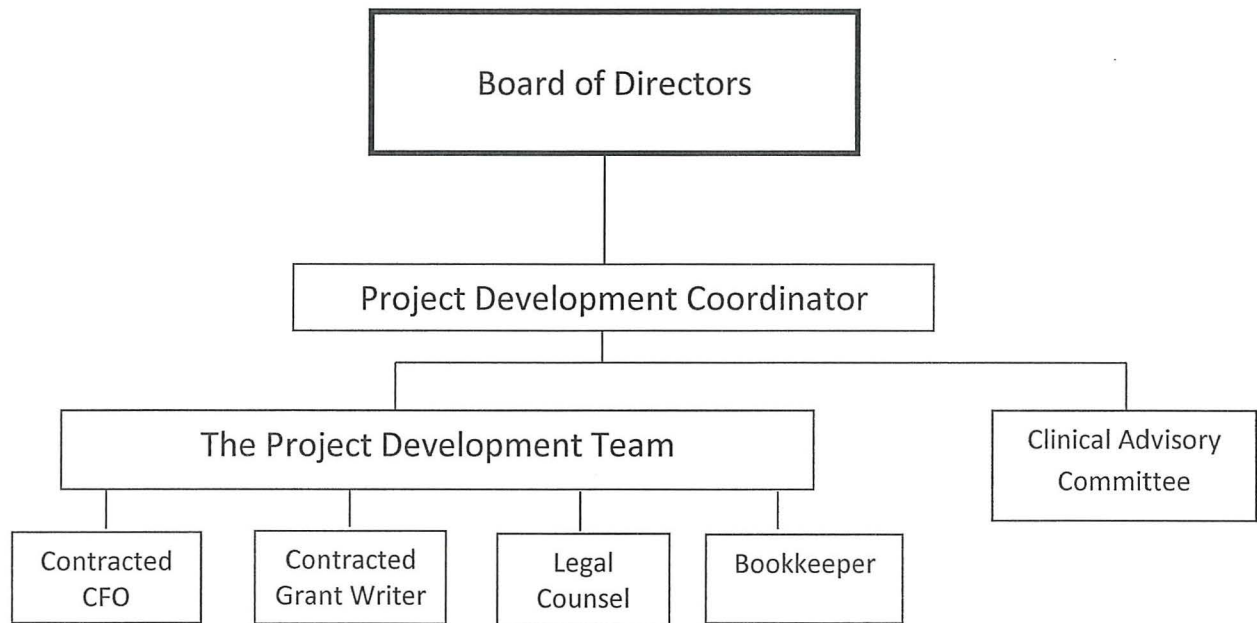 Board of Directors
Project Development Coordinator
The Project Development Team
Clinical Advisory
Committee
Contracted
CFO
Contracted
Grant Writer
Legal
Counsel
Bookkeeper